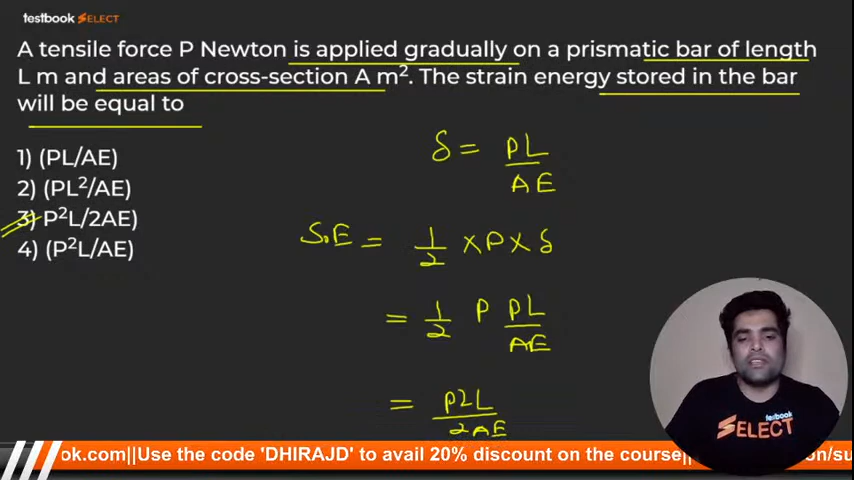 testbook SELECT
A tensile force P Newton is applied gradually on a prismatic bar of length
L m and areas of cross-section A m². The strain energy stored in the bar
will be equal to
1) (PL/AE)
2) (PL²/AE)
3) P²L/2AE)
4) (P²L/AE)
δ = PL/AE
S.E = 1/2 × P × δ
= 1/2 P PL/AE
= P2L/2AE
testbook
SELECT
ok.com||Use the code 'DHIRAJD' to avail 20% discount on the course||
on/su